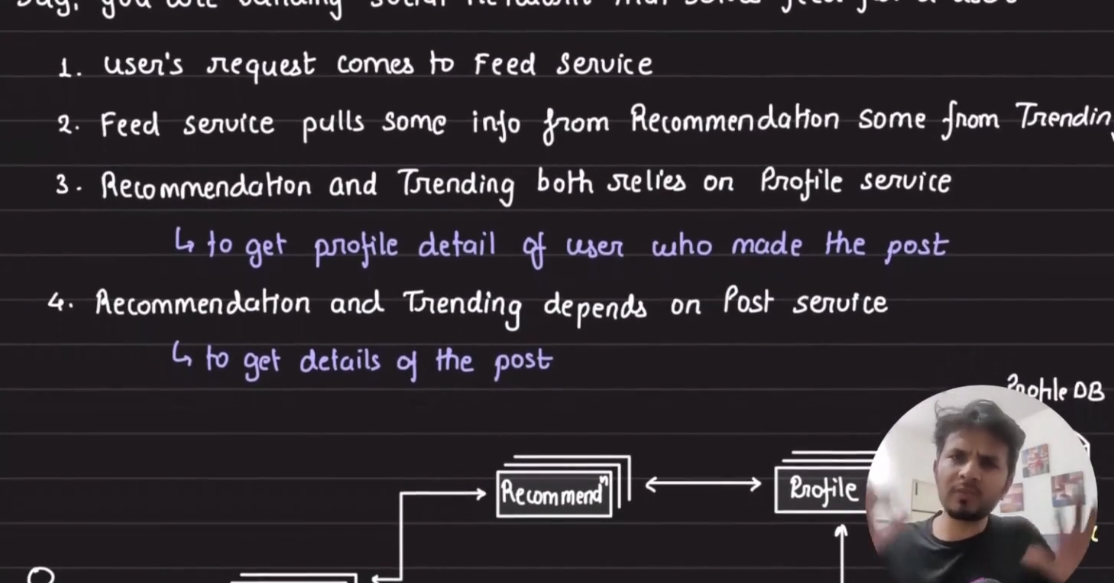 1. user's request comes to Feed Service
2. Feed service pulls some info from Recommendation some from Trendin
3. Recommendation and Trending both relies on Profile service
↳ to get profile detail of user who made the post
4. Recommendation and Trending depends on Post service
↳ to get details of the post
Profile DB
Recommendⁿ
Profile